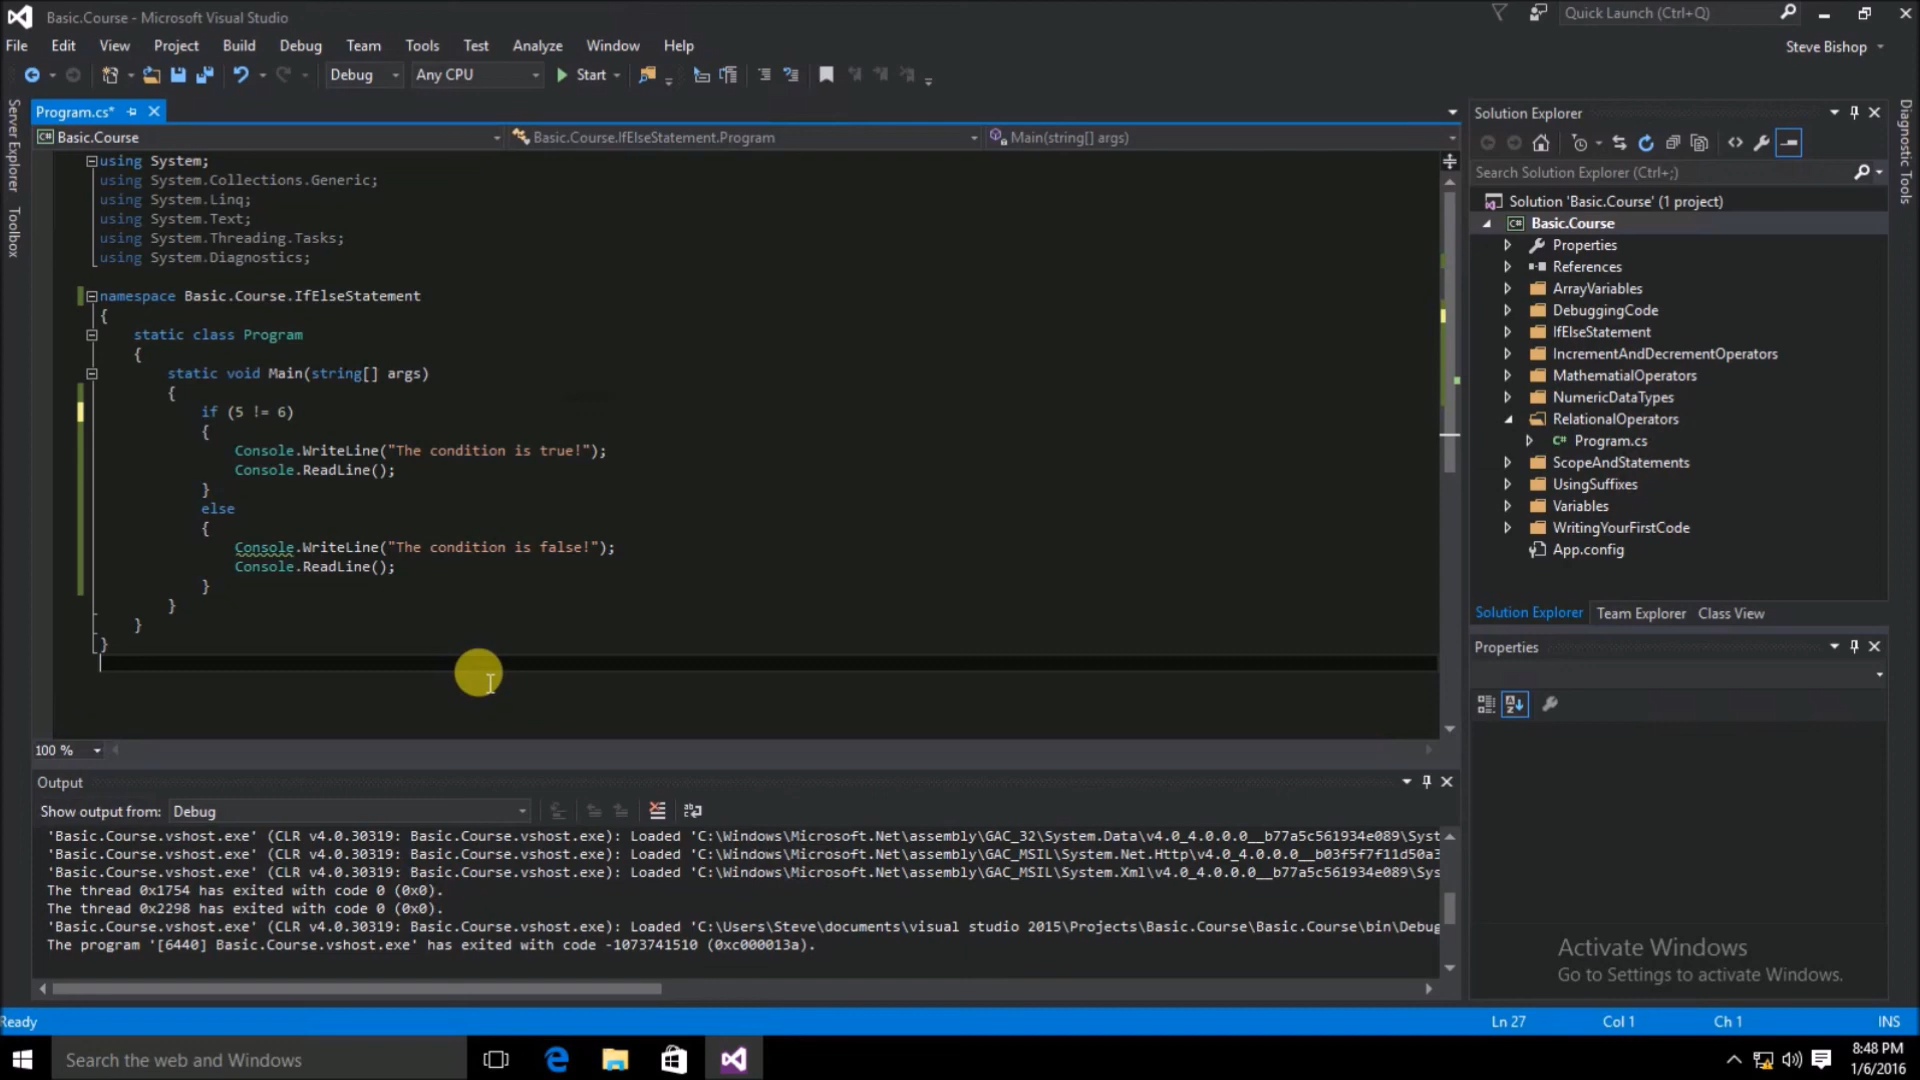 Basic.Course - Microsoft Visual Studio
Quick Launch (Ctrl+Q)
File Edit View Project Build Debug Team Tools Test Analyze Window Help
Steve Bishop
Debug Any CPU Start
Server Explorer
Toolbox
Program.cs*
Basic.Course Basic.Course.IfElseStatement.Program Main(string[] args)
using System;
using System.Collections.Generic;
using System.Linq;
using System.Text;
using System.Threading.Tasks;
using System.Diagnostics;
namespace Basic.Course.IfElseStatement
{
static class Program
{
static void Main(string[] args)
{
if (5 != 6)
{
Console.WriteLine("The condition is true!");
Console.ReadLine();
}
else
{
Console.WriteLine("The condition is false!");
Console.ReadLine();
}
}
}
}
100 %
Output
Show output from: Debug
'Basic.Course.vshost.exe' (CLR v4.0.30319: Basic.Course.vshost.exe): Loaded 'C:\Windows\Microsoft.Net\assembly\GAC_32\System.Data\v4.0_4.0.0.0__b77a5c561934e089\Syst
'Basic.Course.vshost.exe' (CLR v4.0.30319: Basic.Course.vshost.exe): Loaded 'C:\Windows\Microsoft.Net\assembly\GAC_MSIL\System.Net.Http\v4.0_4.0.0.0__b03f5f7f11d50a3
'Basic.Course.vshost.exe' (CLR v4.0.30319: Basic.Course.vshost.exe): Loaded 'C:\Windows\Microsoft.Net\assembly\GAC_MSIL\System.Xml\v4.0_4.0.0.0__b77a5c561934e089\Sys
The thread 0x1754 has exited with code 0 (0x0).
The thread 0x2298 has exited with code 0 (0x0).
'Basic.Course.vshost.exe' (CLR v4.0.30319: Basic.Course.vshost.exe): Loaded 'C:\Users\Steve\documents\visual studio 2015\Projects\Basic.Course\Basic.Course\bin\Debug
The program '[6440] Basic.Course.vshost.exe' has exited with code -1073741510 (0xc000013a).
Solution Explorer
Search Solution Explorer (Ctrl+;)
Solution 'Basic.Course' (1 project)
C# Basic.Course
Properties
References
ArrayVariables
DebuggingCode
IfElseStatement
IncrementAndDecrementOperators
MathematialOperators
NumericDataTypes
RelationalOperators
C# Program.cs
ScopeAndStatements
UsingSuffixes
Variables
WritingYourFirstCode
App.config
Solution Explorer Team Explorer Class View
Properties
Diagnostic Tools
Activate Windows
Go to Settings to activate Windows.
Ready Ln 27 Col 1 Ch 1 INS
Search the web and Windows
8:48 PM
1/6/2016